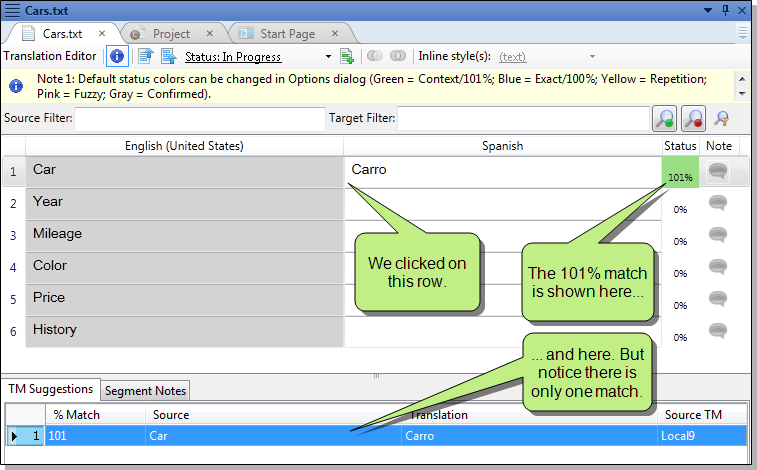 Cars.txt
Cars.txt Project Start Page
Translation Editor Status: In Progress Inline style(s): (text)
Note 1: Default status colors can be changed in Options dialog (Green = Context/101%; Blue = Exact/100%; Yellow = Repetition;
Pink = Fuzzy; Gray = Confirmed).
Source Filter: Target Filter:
English (United States) Spanish Status Note
1 Car Carro 101%
2 Year 0%
3 Mileage 0%
4 Color 0%
5 Price 0%
6 History 0%
We clicked on
this row.
The 101% match
is shown here...
... and here. But
notice there is
only one match.
TM Suggestions Segment Notes
% Match Source Translation Source TM
1 101 Car Carro Local9